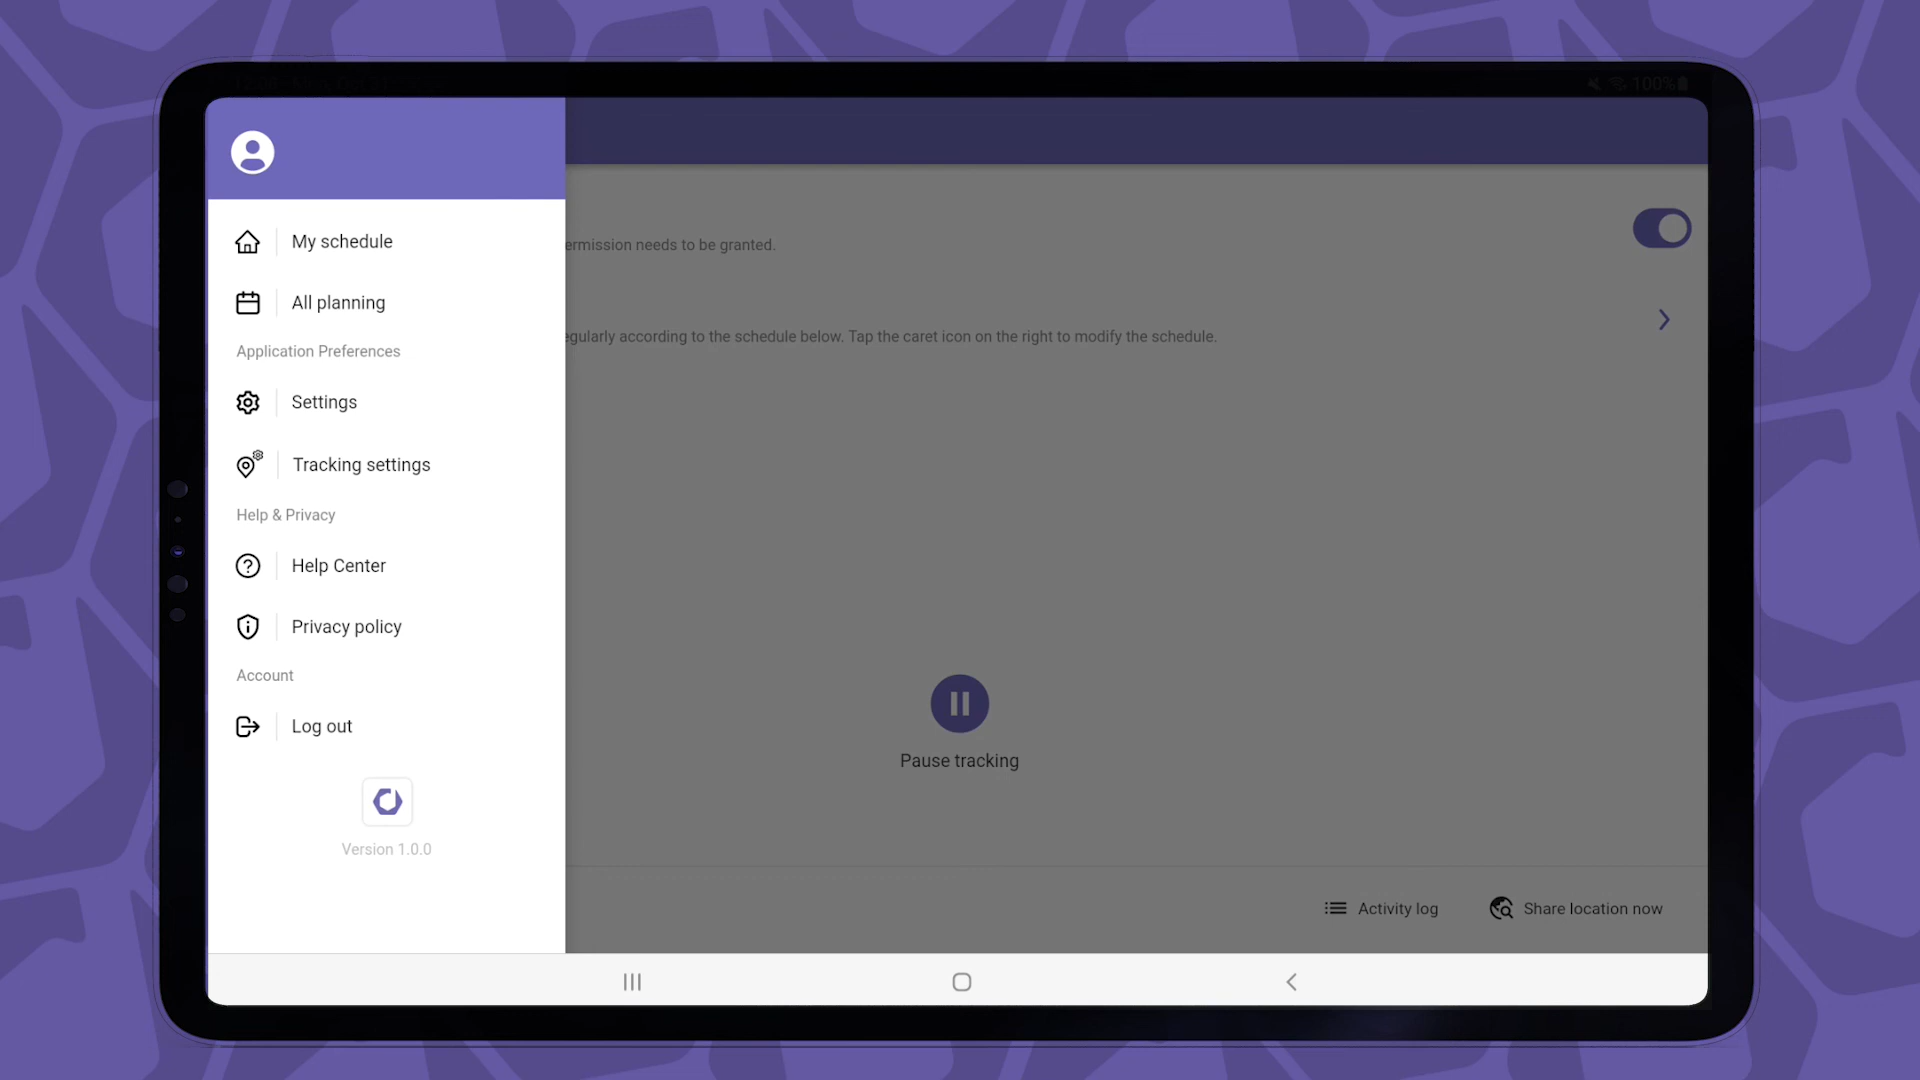 100%
My schedule
All planning
Application Preferences
Settings
Tracking settings
Help & Privacy
Help Center
Privacy policy
Account
Log out
Version 1.0.0
ermission needs to be granted.
egularly according to the schedule below. Tap the caret icon on the right to modify the schedule.
Pause tracking
Activity log
Share location now